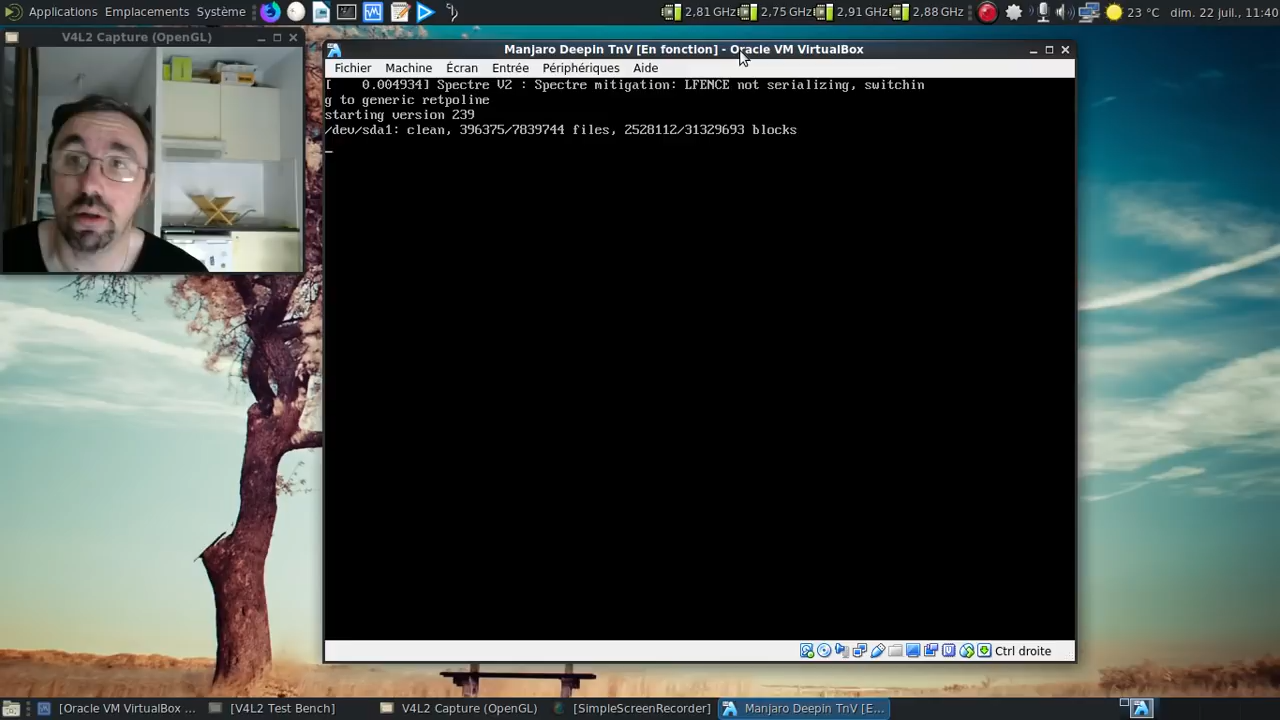 Applications Emplacements Système 2,81 GHz 2,75 GHz 2,91 GHz 2,88 GHz 23 °C dim. 22 juil., 11:40
V4L2 Capture (OpenGL)
Manjaro Deepin TnV [En fonction] - Oracle VM VirtualBox
Fichier Machine Écran Entrée Périphériques Aide
[    0.004934] Spectre V2 : Spectre mitigation: LFENCE not serializing, switchin
g to generic retpoline
starting version 239
/dev/sda1: clean, 396375/7839744 files, 2528112/31329693 blocks
Ctrl droite
[Oracle VM VirtualBox ... [V4L2 Test Bench] V4L2 Capture (OpenGL) [SimpleScreenRecorder] Manjaro Deepin TnV [E...